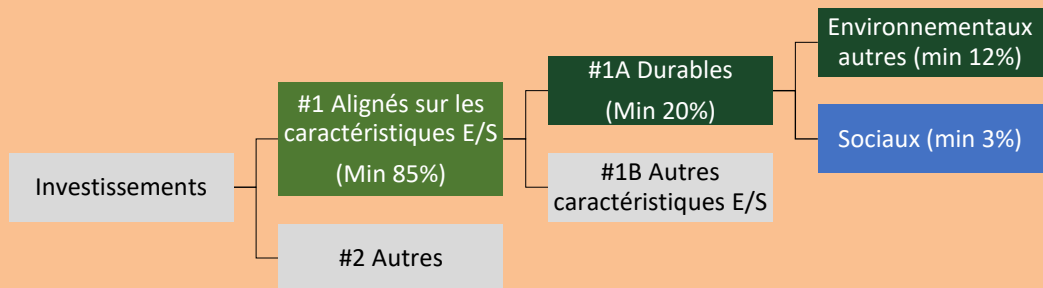 Investissements
#1 Alignés sur les
caractéristiques E/S
(Min 85%)
#2 Autres
#1A Durables
(Min 20%)
#1B Autres
caractéristiques E/S
Environnementaux
autres (min 12%)
Sociaux (min 3%)